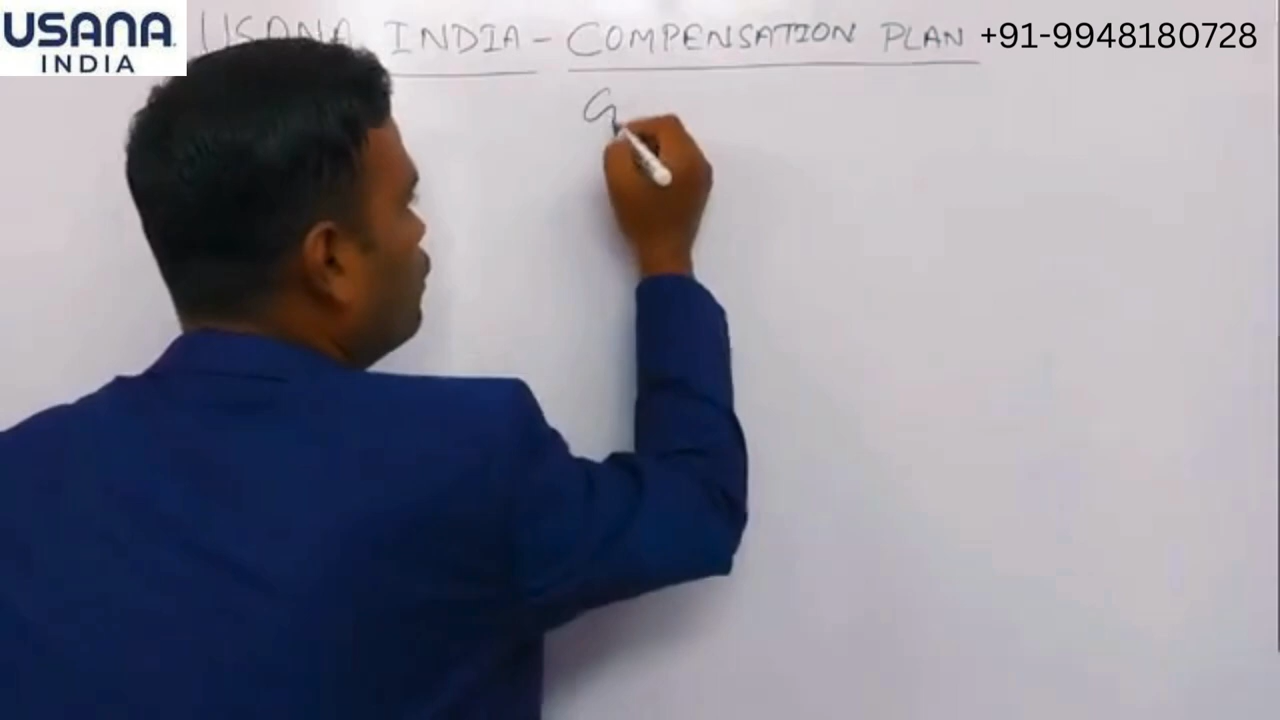 USANA
INDIA
USANA INDIA - COMPENSATION PLAN
+91-9948180728
G